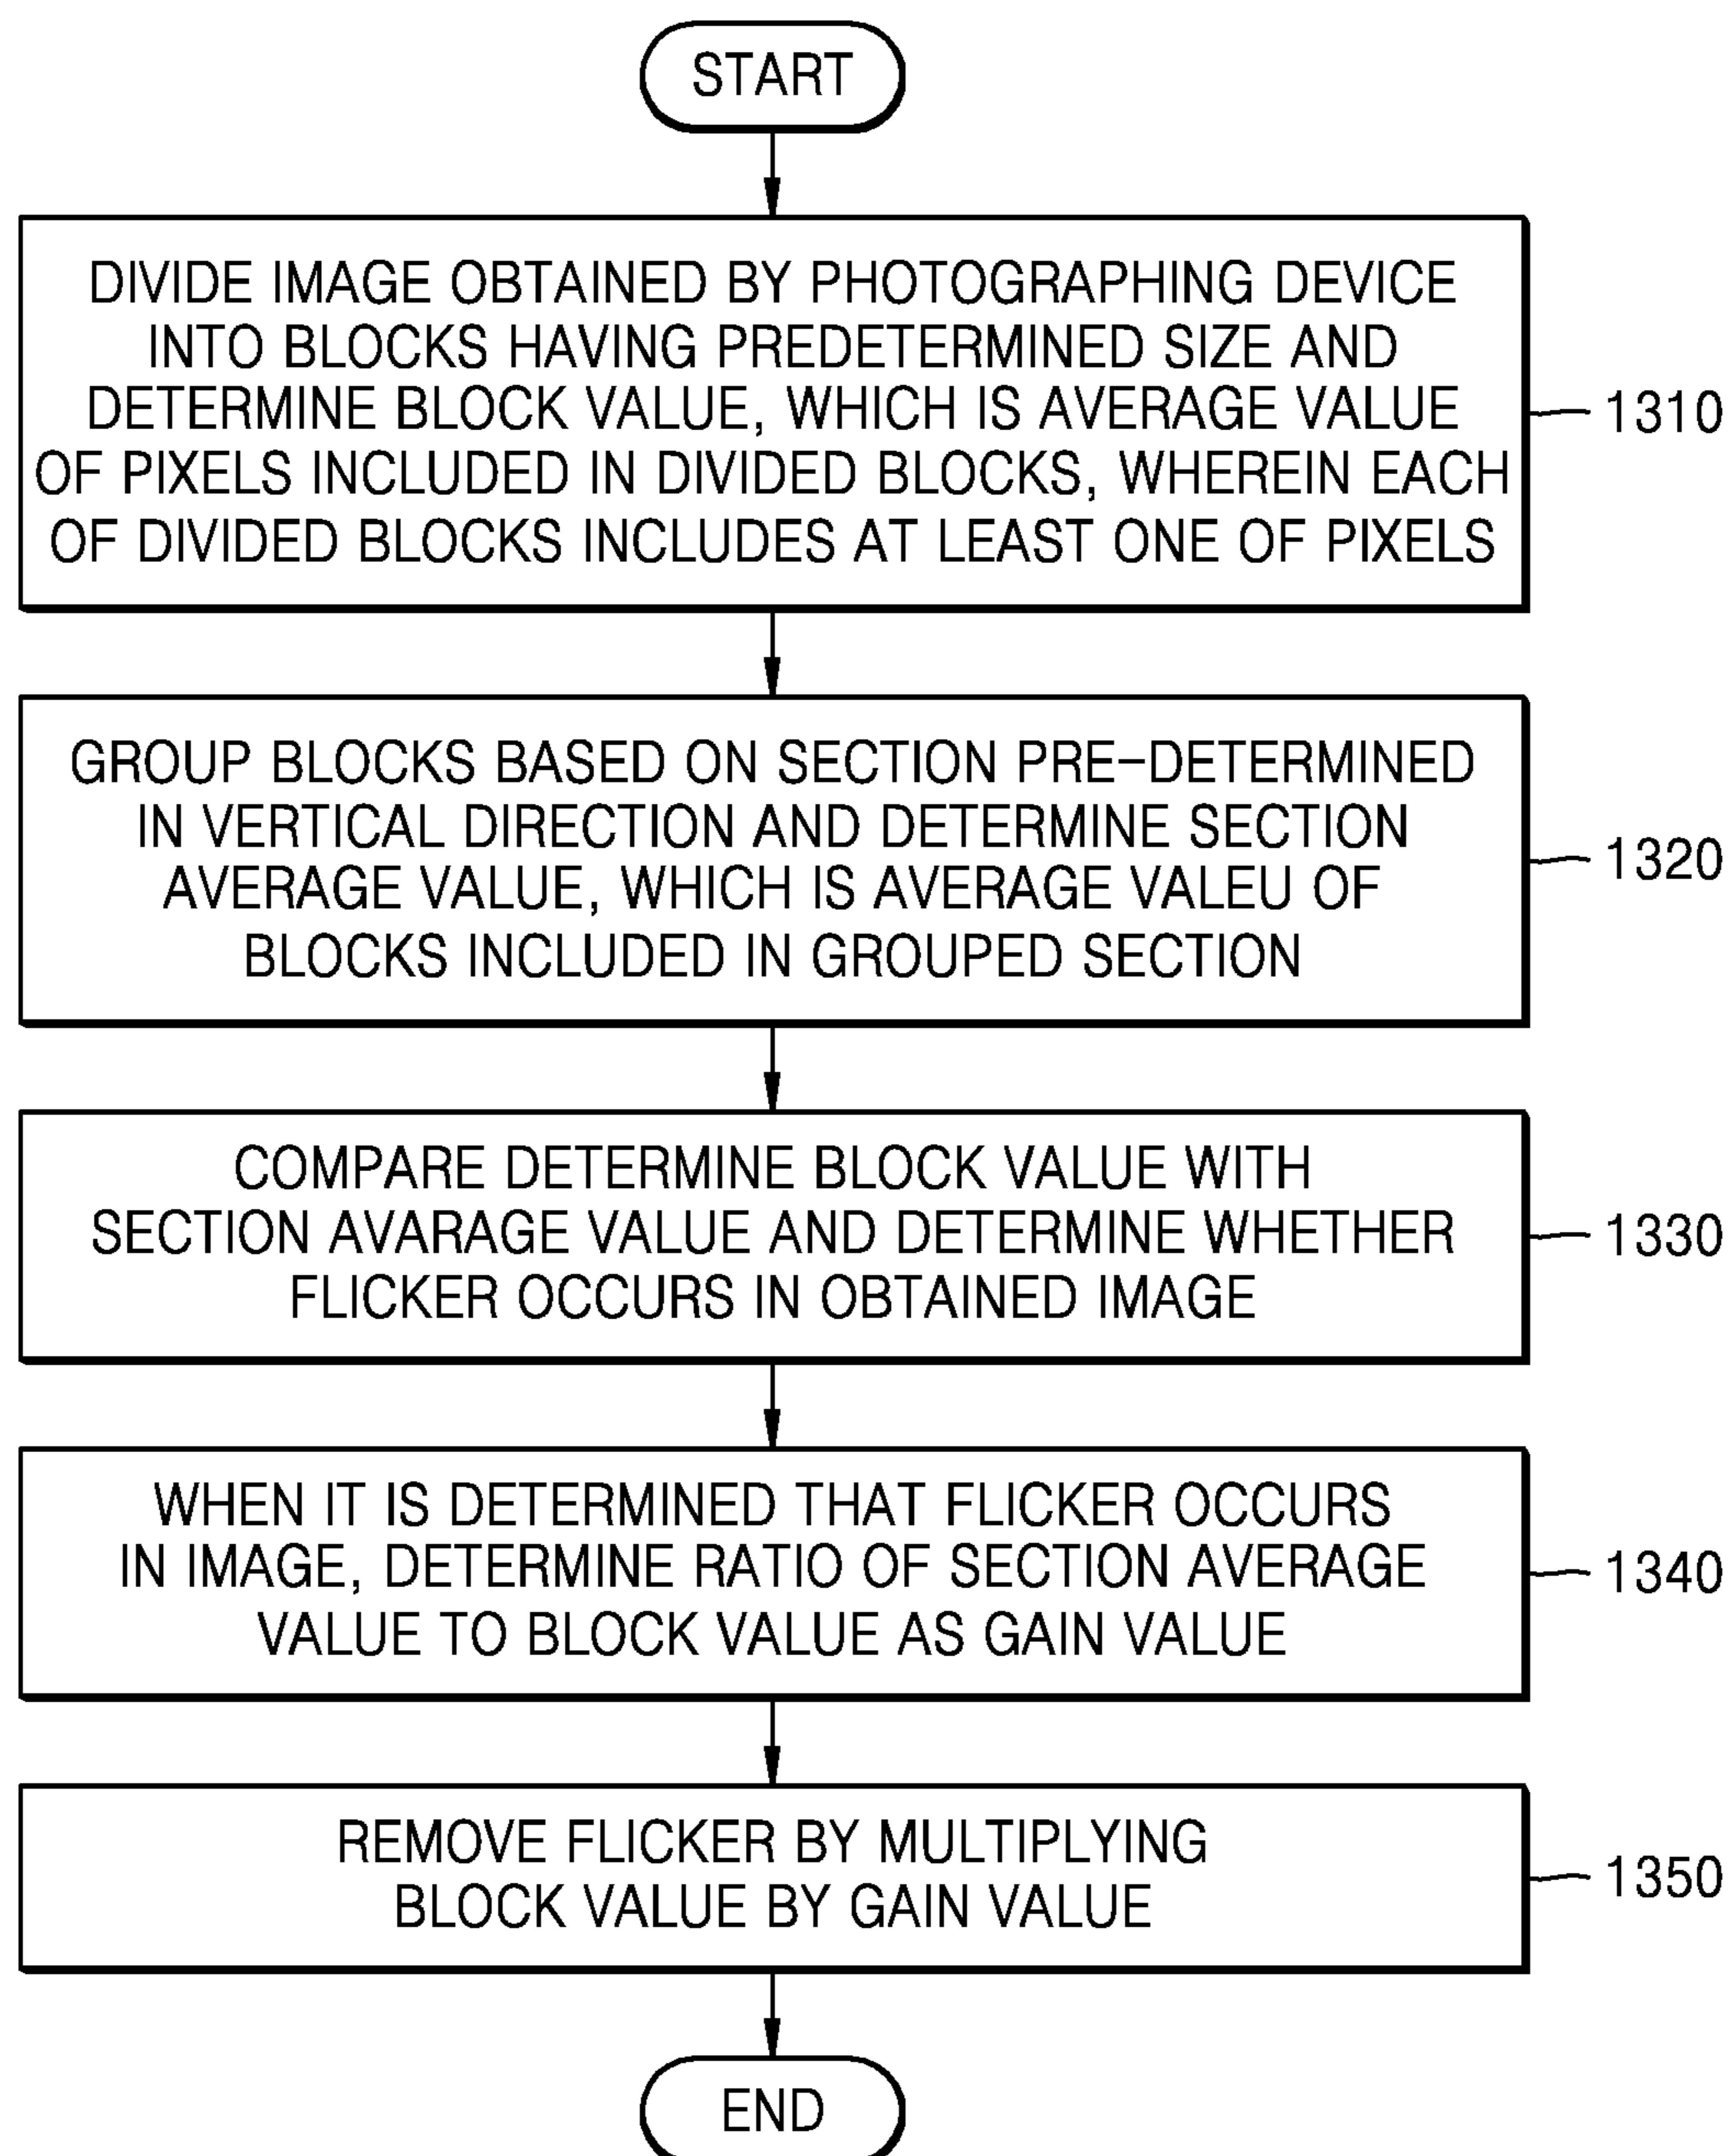 START
DIVIDE IMAGE OBTAINED BY PHOTOGRAPHING DEVICE
INTO BLOCKS HAVING PREDETERMINED SIZE AND
DETERMINE BLOCK VALUE, WHICH IS AVERAGE VALUE
OF PIXELS INCLUDED IN DIVIDED BLOCKS, WHEREIN EACH
OF DIVIDED BLOCKS INCLUDES AT LEAST ONE OF PIXELS
1310
GROUP BLOCKS BASED ON SECTION PRE-DETERMINED
IN VERTICAL DIRECTION AND DETERMINE SECTION
AVERAGE VALUE, WHICH IS AVERAGE VALEU OF
BLOCKS INCLUDED IN GROUPED SECTION
1320
COMPARE DETERMINE BLOCK VALUE WITH
SECTION AVARAGE VALUE AND DETERMINE WHETHER
FLICKER OCCURS IN OBTAINED IMAGE
1330
WHEN IT IS DETERMINED THAT FLICKER OCCURS
IN IMAGE, DETERMINE RATIO OF SECTION AVERAGE
VALUE TO BLOCK VALUE AS GAIN VALUE
1340
REMOVE FLICKER BY MULTIPLYING
BLOCK VALUE BY GAIN VALUE
1350
END